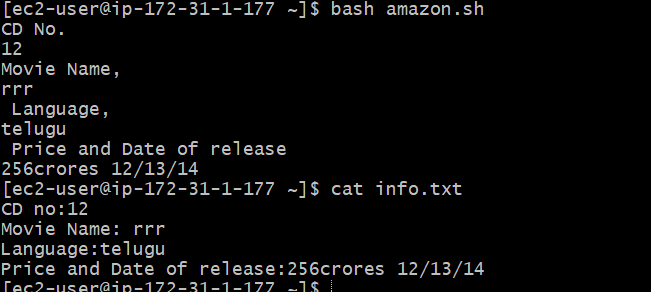 [ec2-user@ip-172-31-1-177 ~]$ bash amazon.sh
CD No.
12
Movie Name,
rrr
 Language,
telugu
 Price and Date of release
256crores 12/13/14
[ec2-user@ip-172-31-1-177 ~]$ cat info.txt
CD no:12
Movie Name: rrr
Language:telugu
Price and Date of release:256crores 12/13/14
[ec2-user@ip-172-31-1-177 ~]$